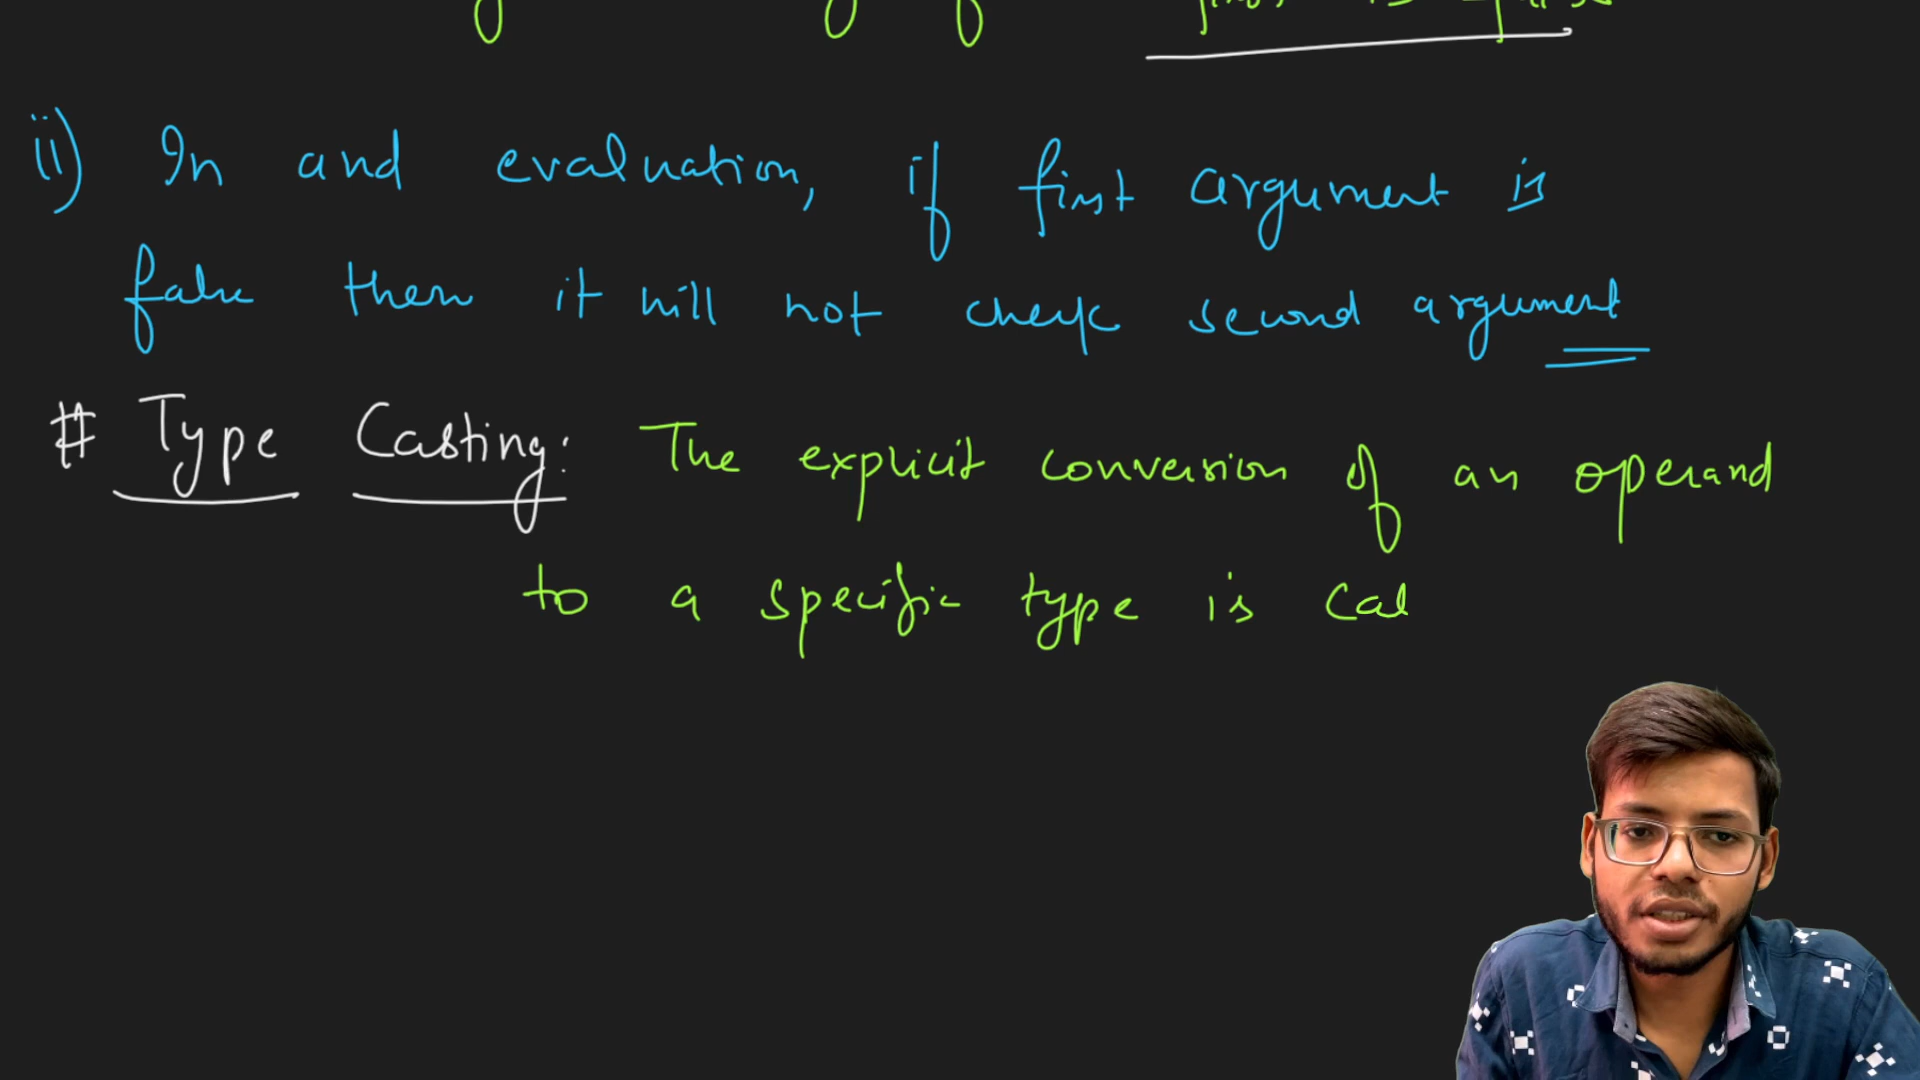 ii) In and evaluation, if first argument is
false then it will not check second argument
# Type Casting: The explicit conversion of an operand
to a specific type is cal